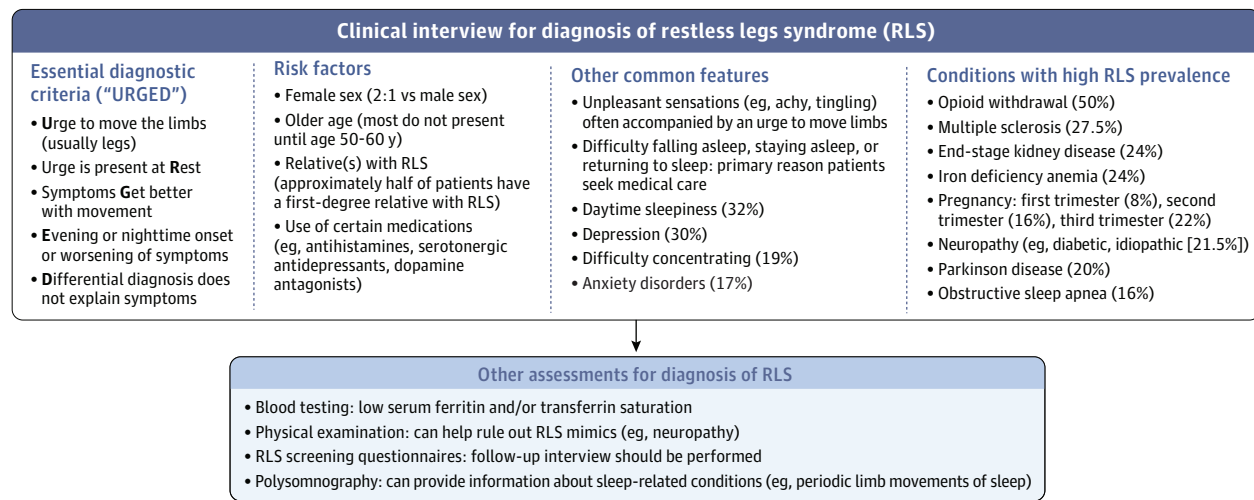 Clinical interview for diagnosis of restless legs syndrome (RLS)
Essential diagnostic
criteria (“URGED”)
• Urge to move the limbs
(usually legs)
• Urge is present at Rest
• Symptoms Get better
with movement
• Evening or nighttime onset
or worsening of symptoms
• Differential diagnosis does
not explain symptoms
Risk factors
• Female sex (2:1 vs male sex)
• Older age (most do not present
until age 50-60 y)
• Relative(s) with RLS
(approximately half of patients have
a first-degree relative with RLS)
• Use of certain medications
(eg, antihistamines, serotonergic
antidepressants, dopamine
antagonists)
Other common features
• Unpleasant sensations (eg, achy, tingling)
often accompanied by an urge to move limbs
• Difficulty falling asleep, staying asleep, or
returning to sleep: primary reason patients
seek medical care
• Daytime sleepiness (32%)
• Depression (30%)
• Difficulty concentrating (19%)
• Anxiety disorders (17%)
Conditions with high RLS prevalence
• Opioid withdrawal (50%)
• Multiple sclerosis (27.5%)
• End-stage kidney disease (24%)
• Iron deficiency anemia (24%)
• Pregnancy: first trimester (8%), second
trimester (16%), third trimester (22%)
• Neuropathy (eg, diabetic, idiopathic [21.5%])
• Parkinson disease (20%)
• Obstructive sleep apnea (16%)
Other assessments for diagnosis of RLS
• Blood testing: low serum ferritin and/or transferrin saturation
• Physical examination: can help rule out RLS mimics (eg, neuropathy)
• RLS screening questionnaires: follow-up interview should be performed
• Polysomnography: can provide information about sleep-related conditions (eg, periodic limb movements of sleep)